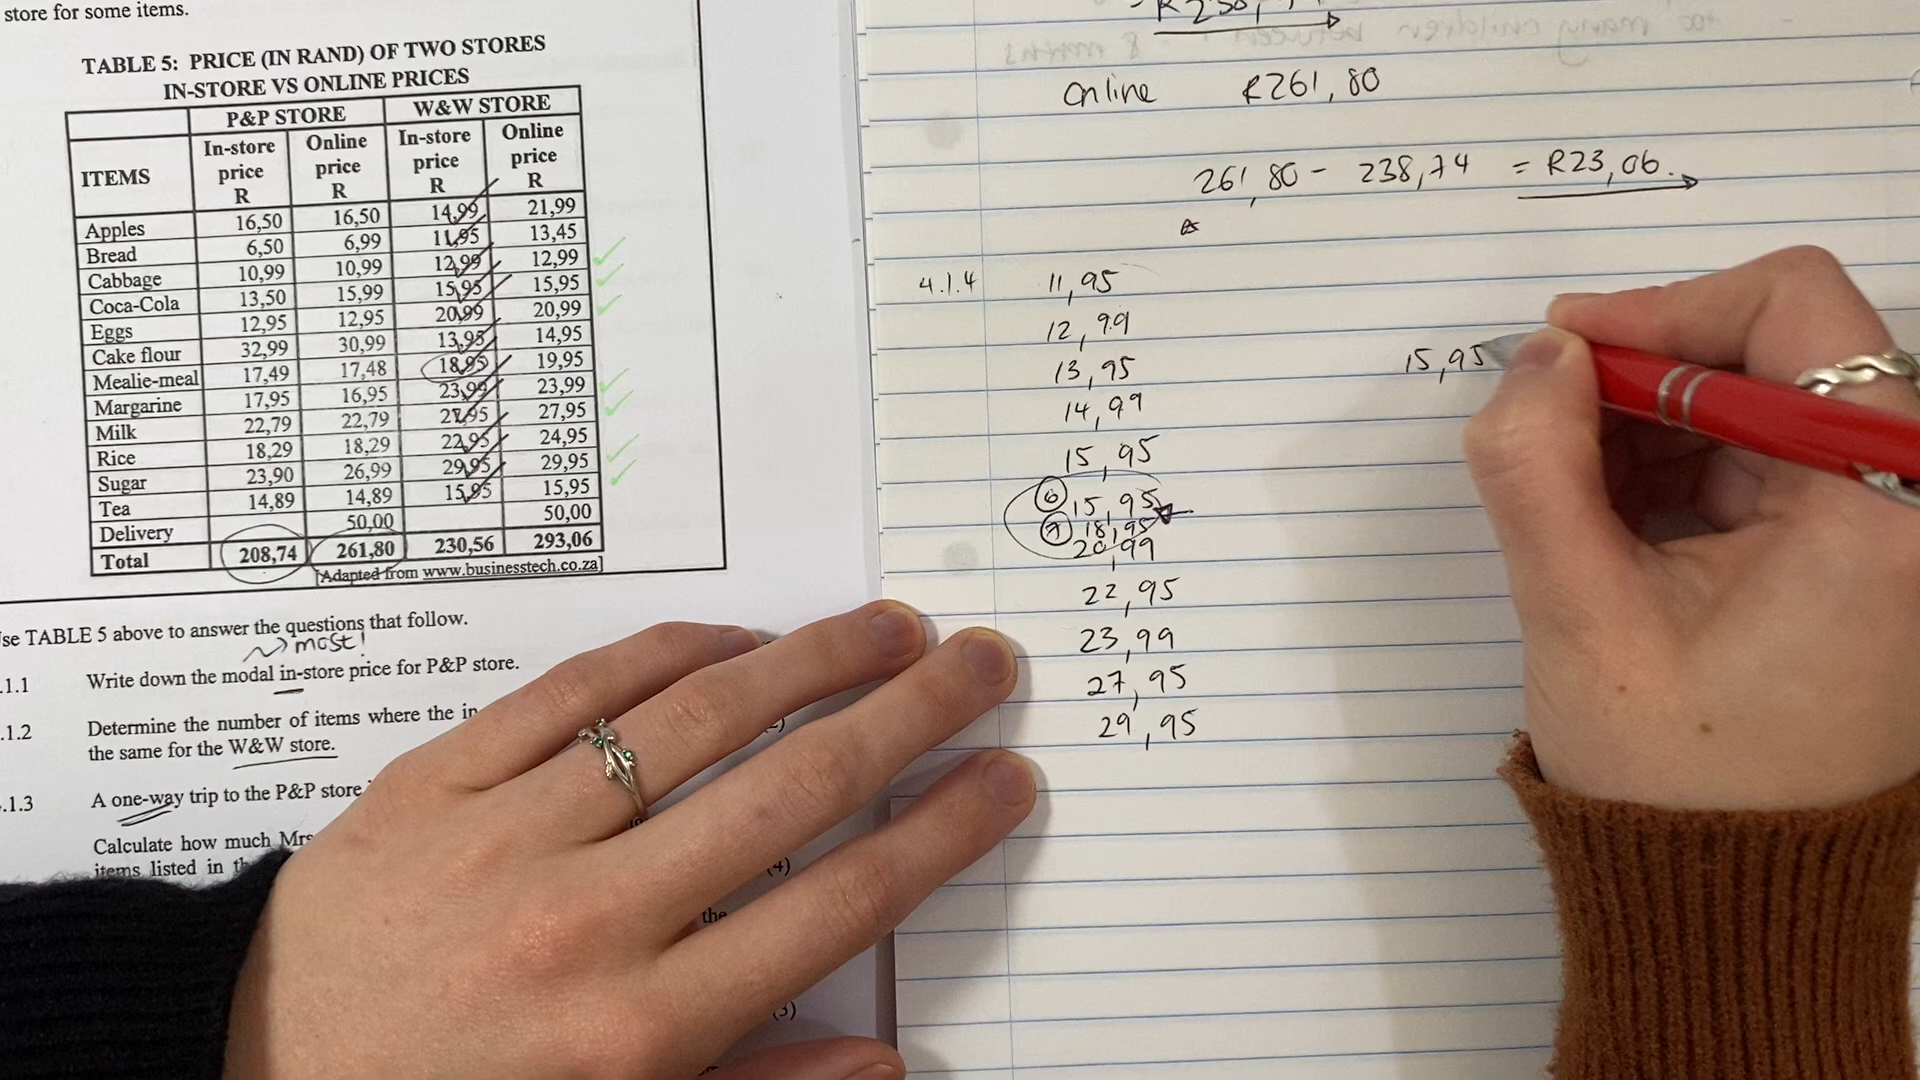 store for some items.
TABLE 5: PRICE (IN RAND) OF TWO STORES
IN-STORE VS ONLINE PRICES
P&P STORE W&W STORE
ITEMS In-store price R Online price R In-store price R Online price R
Apples 16,50 16,50 14,99 21,99
Bread 6,50 6,99 11,95 13,45
Cabbage 10,99 10,99 12,99 12,99
Coca-Cola 13,50 15,99 15,95 15,95
Eggs 12,95 12,95 20,99 20,99
Cake flour 32,99 30,99 13,95 14,95
Mealie-meal 17,49 17,48 18,95 19,95
Margarine 17,95 16,95 23,99 23,99
Milk 22,79 22,79 27,95 27,95
Rice 18,29 18,29 22,95 24,95
Sugar 23,90 26,99 29,95 29,95
Tea 14,89 14,89 15,95 15,95
Delivery 50,00 50,00
Total 208,74 261,80 230,56 293,06
[Adapted from www.businesstech.co.za]
se TABLE 5 above to answer the questions that follow.
most!
.1.1 Write down the modal in-store price for P&P store.
.1.2 Determine the number of items where the in
the same for the W&W store.
.1.3 A one-way trip to the P&P store
Calculate how much Mrs
items listed in th
(4)
the
(3)
Online R261,80
261,80 - 238,74 = R23,06.
4.1.4 11,95
12,99
13,95 15,95
14,99
15,95
6 15,95
7 18,95
20,99
22,95
23,99
27,95
29,95